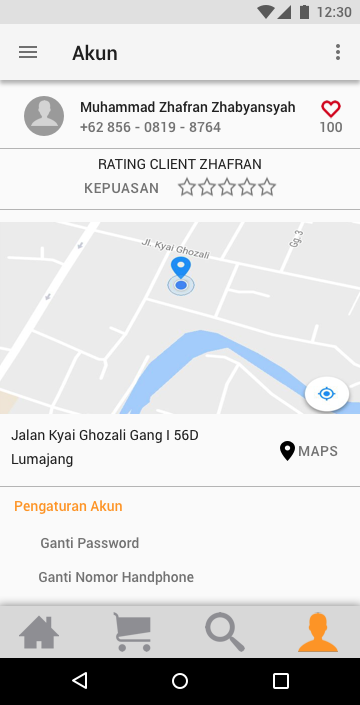 12:30
Akun
Muhammad Zhafran Zhabyansyah
+62 856 - 0819 - 8764
100
RATING CLIENT ZHAFRAN
KEPUASAN
Jl. Kyai Ghozali
Gg. 3
Jalan Kyai Ghozali Gang I 56D
Lumajang
MAPS
Pengaturan Akun
Ganti Password
Ganti Nomor Handphone